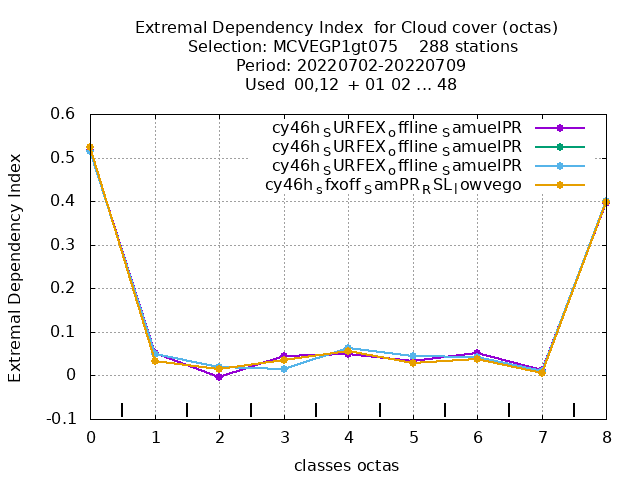 Extremal Dependency Index  for Cloud cover (octas)
Selection: MCVEGP1gt075    288 stations
Period: 20220702-20220709
Used  00,12  + 01 02 ... 48
cy46h_SURFEX_offline_SamuelPR
cy46h_SURFEX_offline_SamuelPR
cy46h_SURFEX_offline_SamuelPR
cy46h_sfxoff_SamPR_RSL_lowvego
Extremal Dependency Index
0.6
0.5
0.4
0.3
0.2
0.1
0
-0.1
0 1 2 3 4 5 6 7 8
classes octas